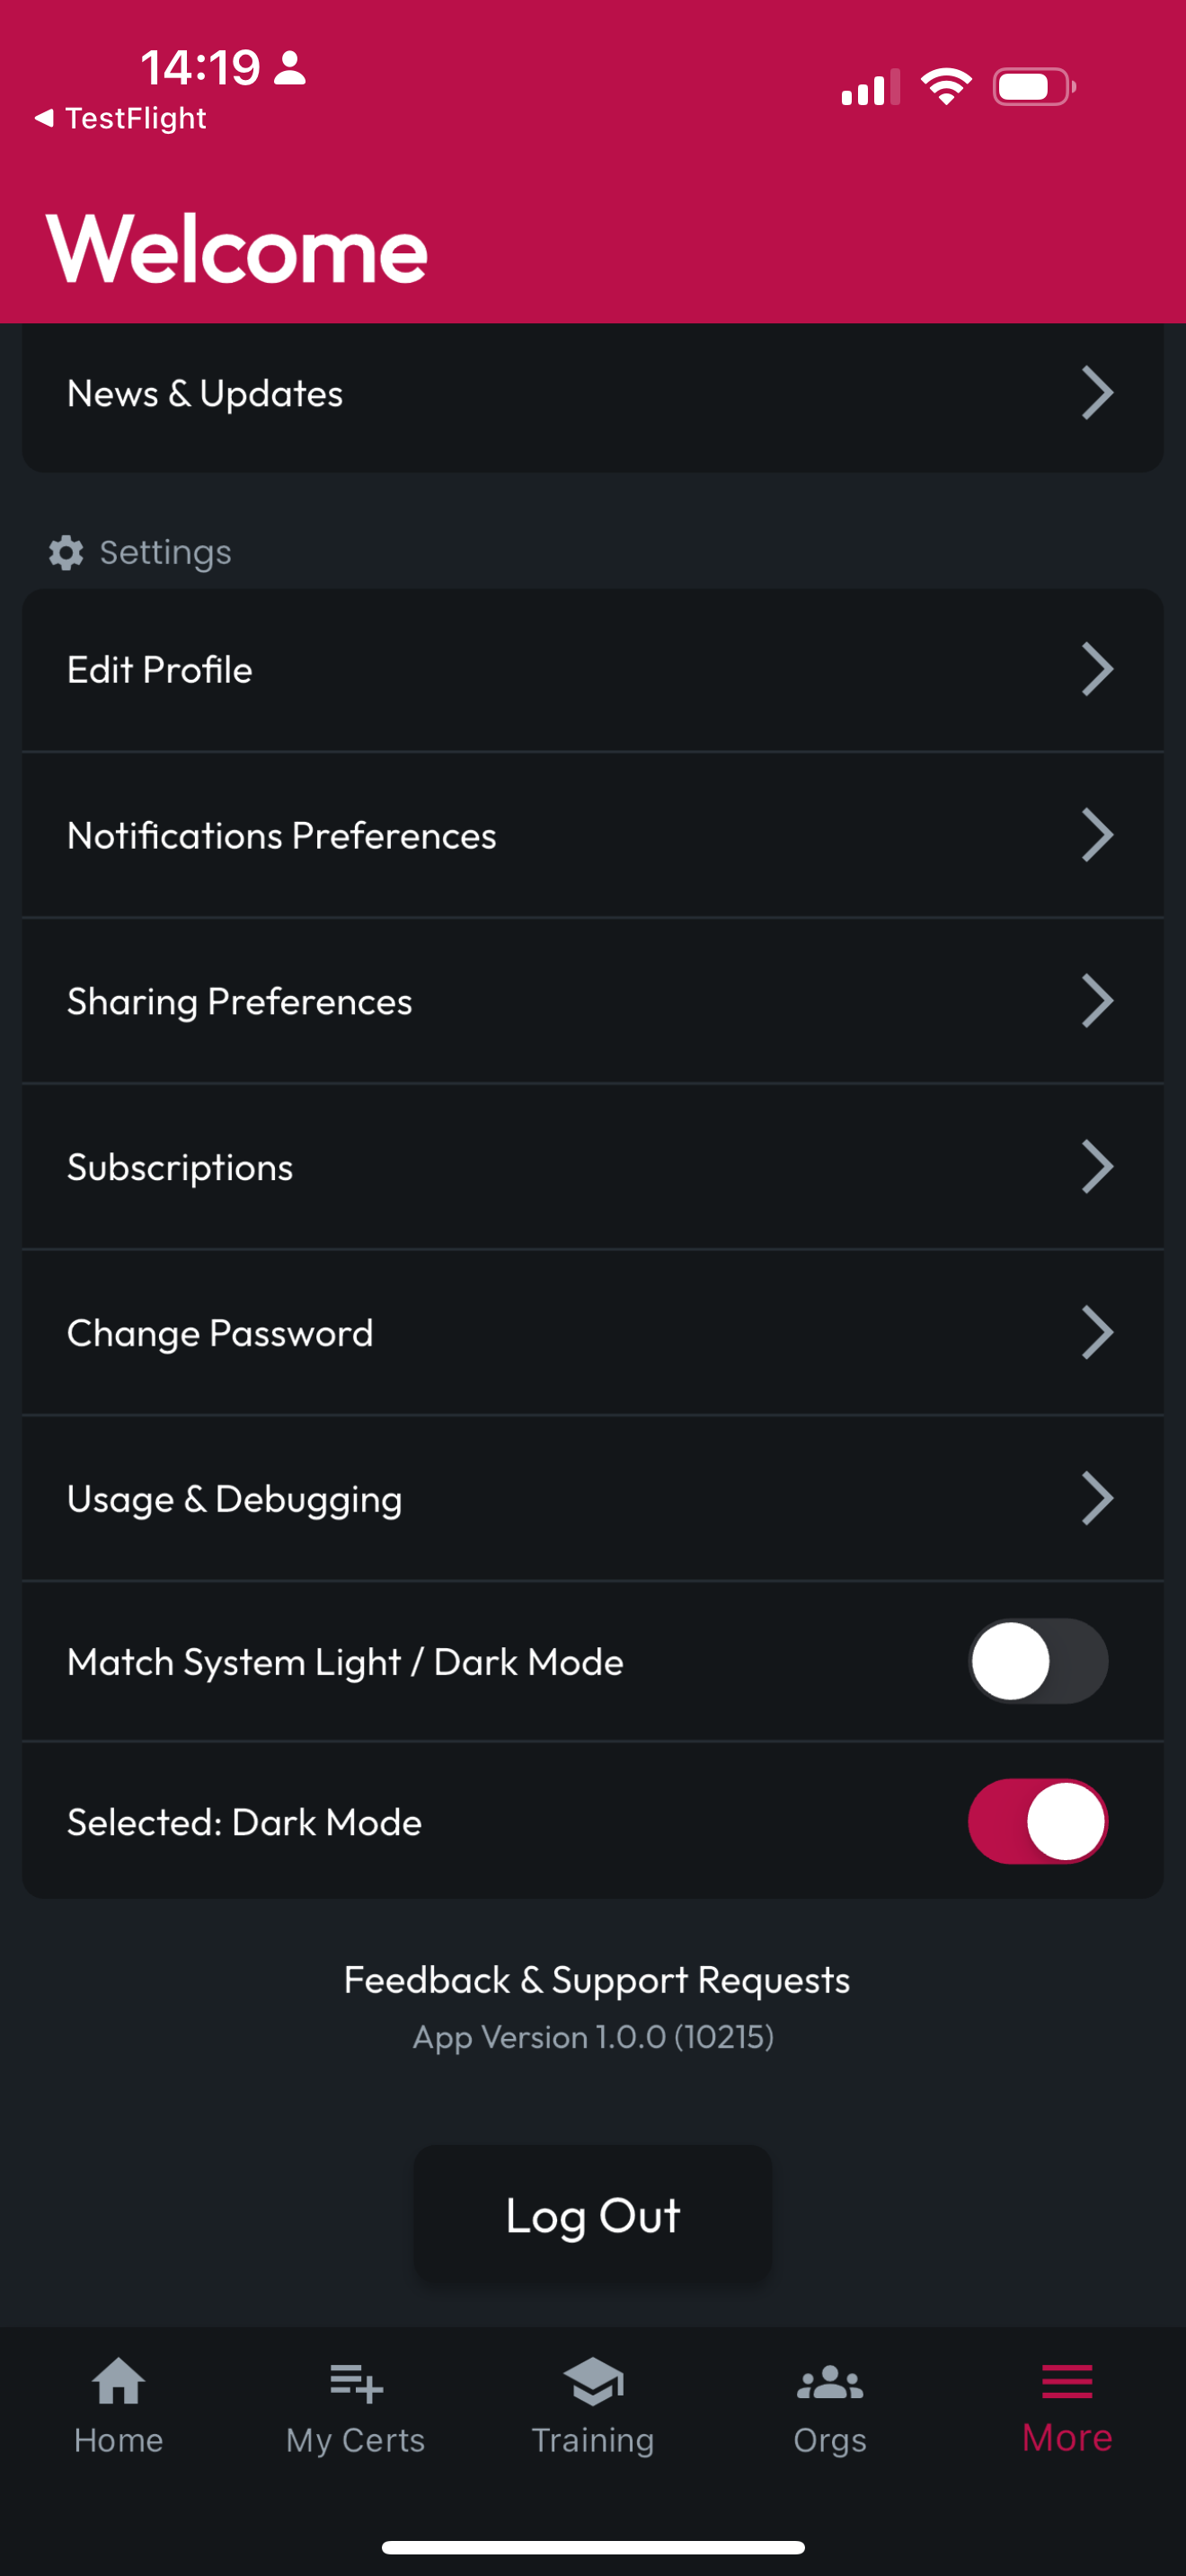 14:19
TestFlight
Welcome
News & Updates
Settings
Edit Profile
Notifications Preferences
Sharing Preferences
Subscriptions
Change Password
Usage & Debugging
Match System Light / Dark Mode
Selected: Dark Mode
Feedback & Support Requests
App Version 1.0.0 (10215)
Log Out
Home
My Certs
Training
Orgs
More